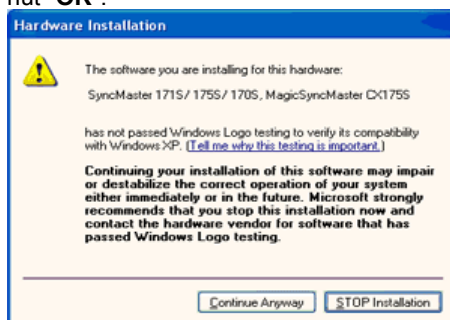 nút "OK".
Hardware Installation
The software you are installing for this hardware:
SyncMaster 171S/ 175S/ 170S, MagicSyncMaster CX175S
has not passed Windows Logo testing to verify its compatibility
with Windows XP. (Tell me why this testing is important.)
Continuing your installation of this software may impair
or destabilize the correct operation of your system
either immediately or in the future. Microsoft strongly
recommends that you stop this installation now and
contact the hardware vendor for software that has
passed Windows Logo testing.
Continue Anyway
STOP Installation